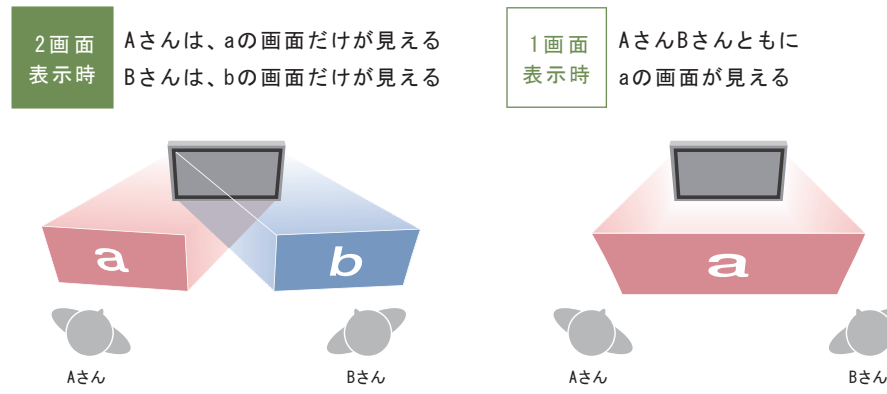 2画面
表示時
Aさんは、aの画面だけが見える
Bさんは、bの画面だけが見える
1画面
表示時
AさんBさんともに
aの画面が見える
a
b
a
Aさん
Bさん
Aさん
Bさん